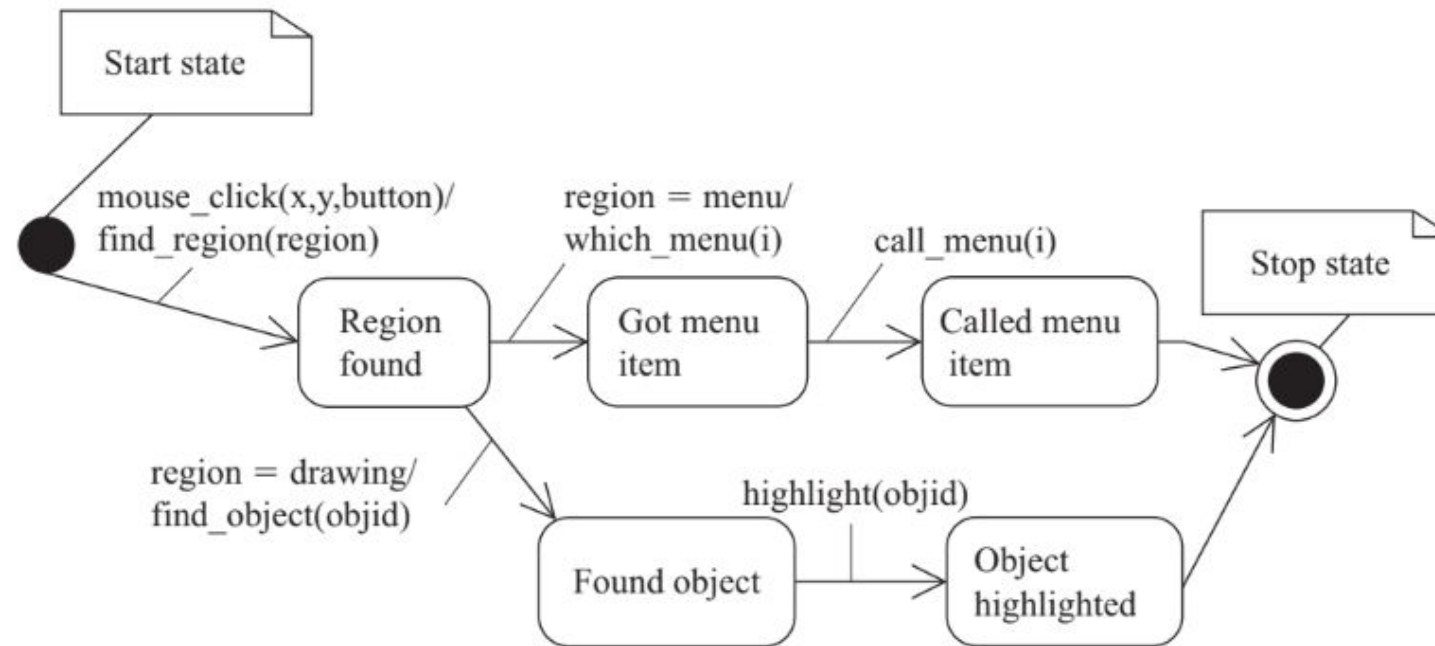 Start state
mouse_click(x,y,button)/
find_region(region)
region = menu/
which_menu(i)
call_menu(i)
Stop state
Region
found
Got menu
item
Called menu
item
region = drawing/
find_object(objid)
highlight(objid)
Found object
Object
highlighted